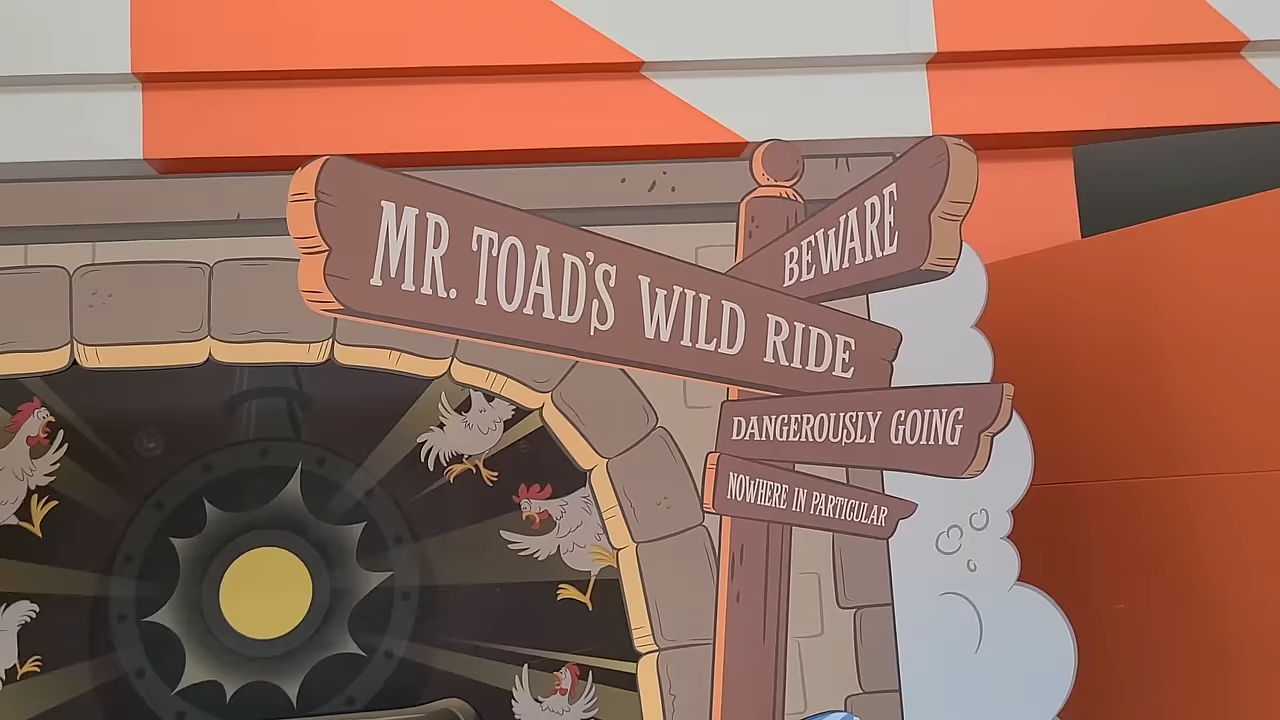 BEWARE
MR. TOAD'S WILD RIDE
DANGEROUSLY GOING
NOWHERE IN PARTICULAR